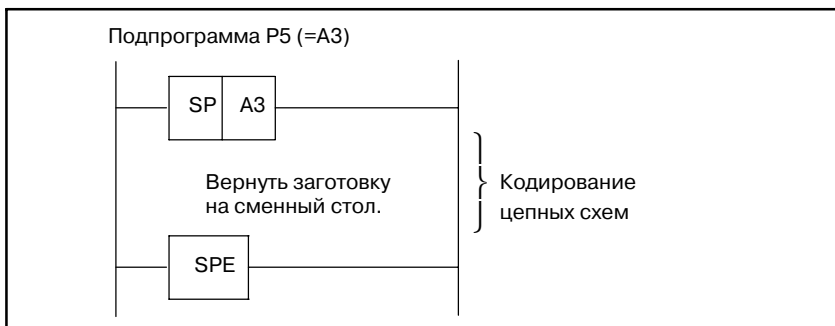 Подпрограмма P5 (=A3)
SP A3
Вернуть заготовку
на сменный стол.
Кодирование
цепных схем
SPE